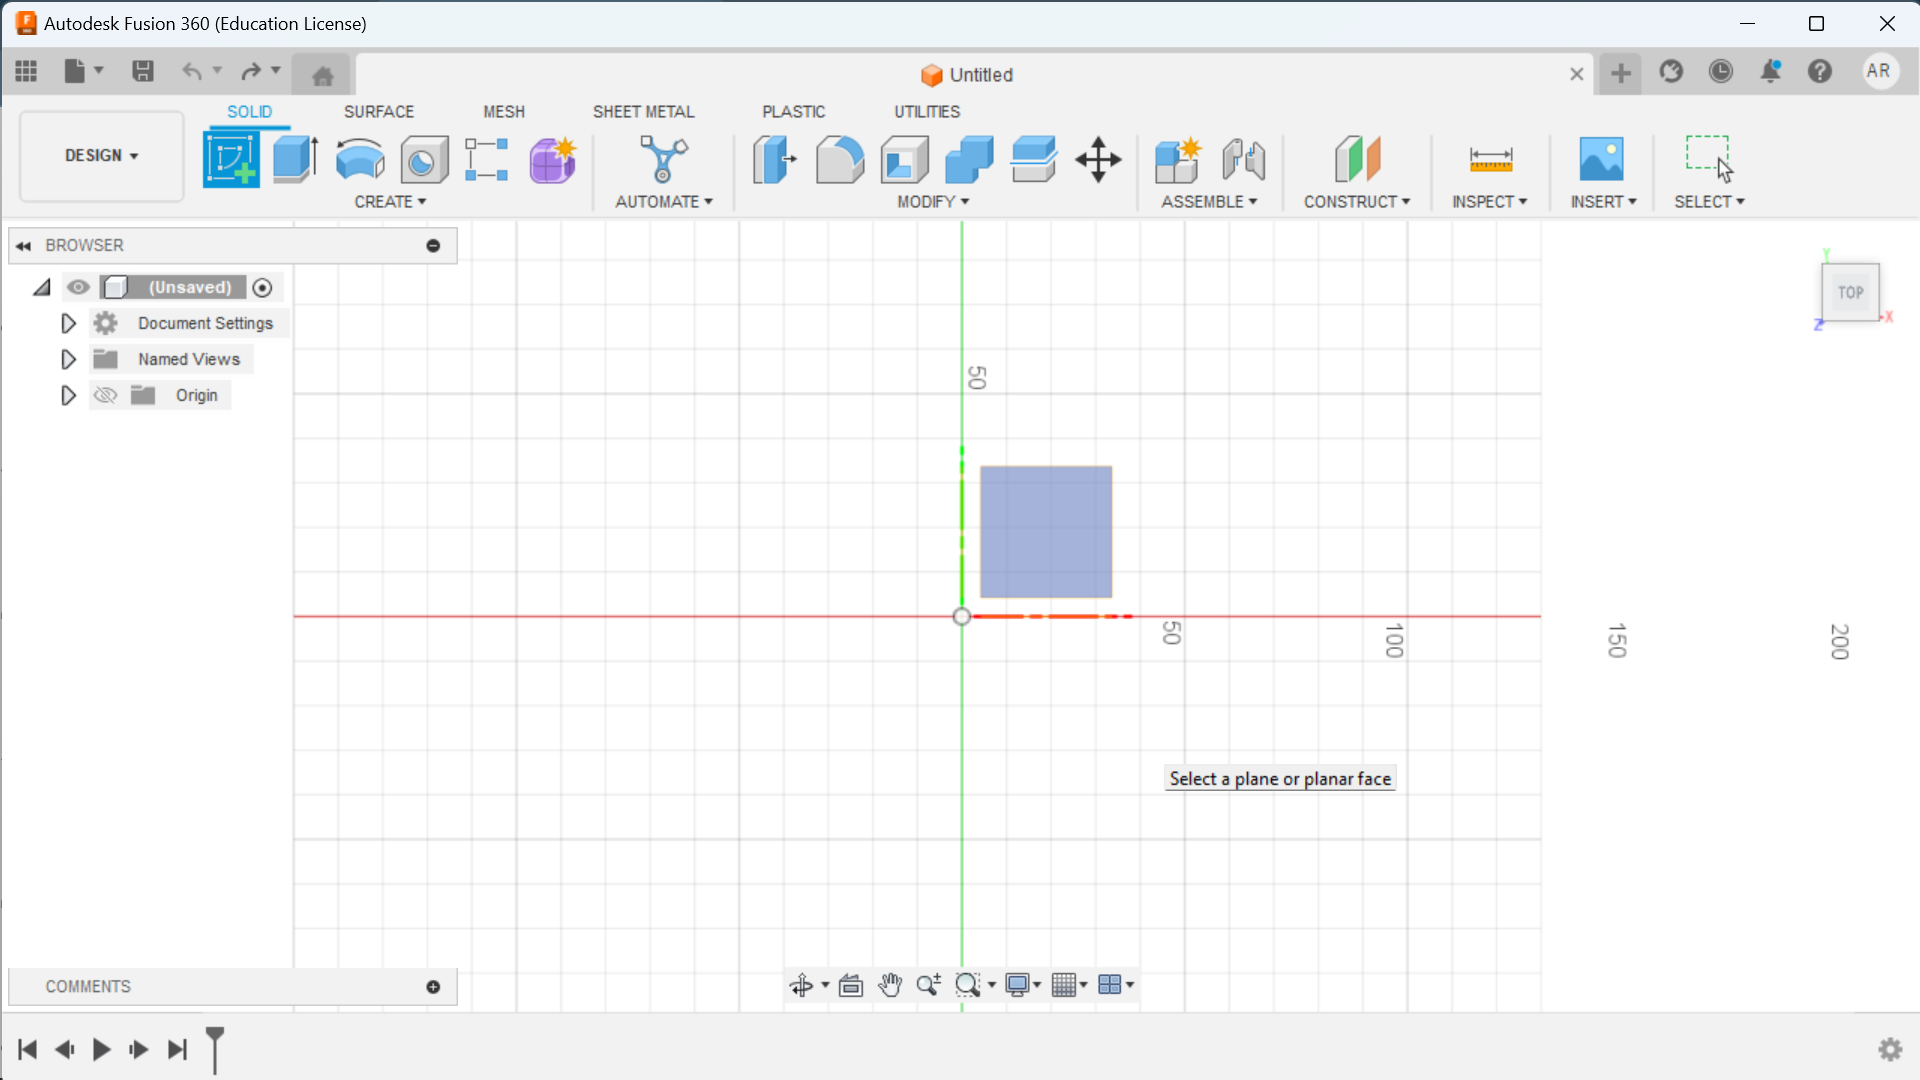 Autodesk Fusion 360 (Education License)
Untitled
AR
SOLID SURFACE MESH SHEET METAL PLASTIC UTILITIES
DESIGN
CREATE AUTOMATE MODIFY ASSEMBLE CONSTRUCT INSPECT INSERT SELECT
BROWSER
(Unsaved)
Document Settings
Named Views
Origin
Y
TOP
X
Z
50
50
100
150
200
Select a plane or planar face
COMMENTS